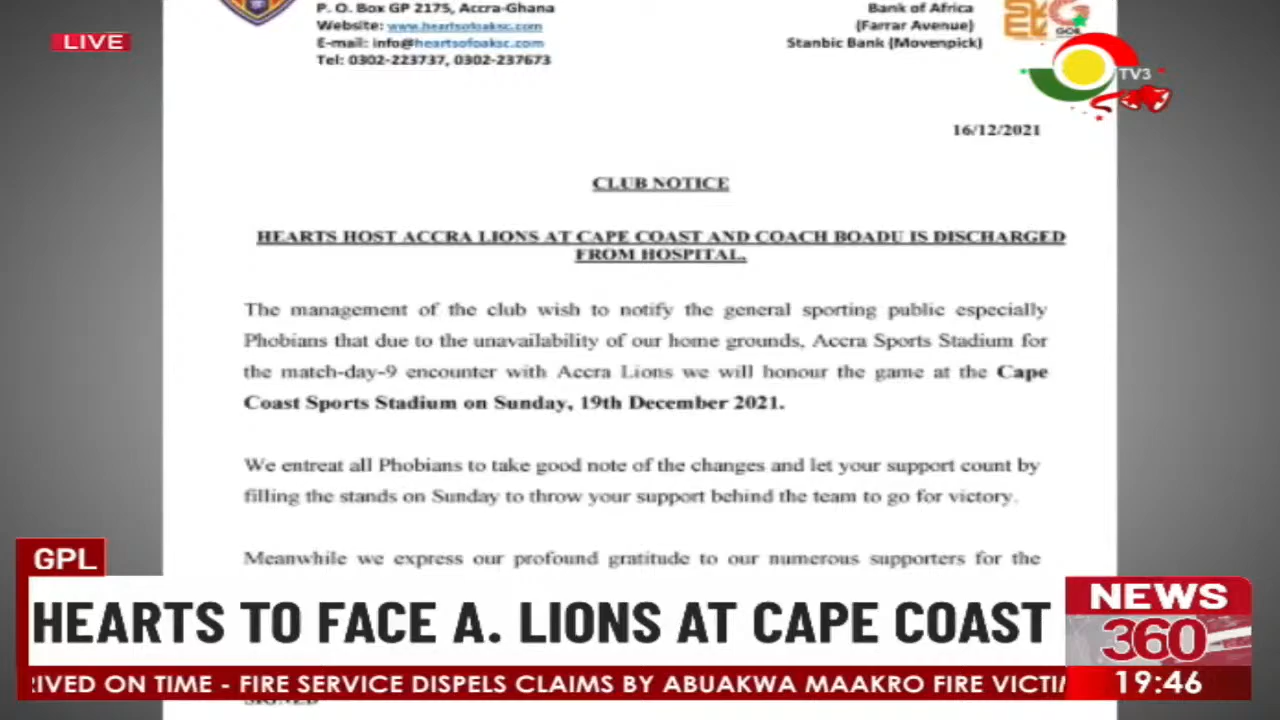 LIVE
P. O. Box GP 2175, Accra-Ghana
Website: www.heartsofoaksc.com
E-mail: info@heartsofoaksc.com
Tel: 0302-223737, 0302-237673
Bank of Africa
(Farrar Avenue)
Stanbic Bank (Movenpick)
GOIL
TV3
16/12/2021
CLUB NOTICE
HEARTS HOST ACCRA LIONS AT CAPE COAST AND COACH BOADU IS DISCHARGED
FROM HOSPITAL.
The management of the club wish to notify the general sporting public especially
Phobians that due to the unavailability of our home grounds, Accra Sports Stadium for
the match-day-9 encounter with Accra Lions we will honour the game at the Cape
Coast Sports Stadium on Sunday, 19th December 2021.
We entreat all Phobians to take good note of the changes and let your support count by
filling the stands on Sunday to throw your support behind the team to go for victory.
Meanwhile we express our profound gratitude to our numerous supporters for the
GPL
HEARTS TO FACE A. LIONS AT CAPE COAST
NEWS
360
RIVED ON TIME - FIRE SERVICE DISPELS CLAIMS BY ABUAKWA MAAKRO FIRE VICTI
19:46
SIGNED